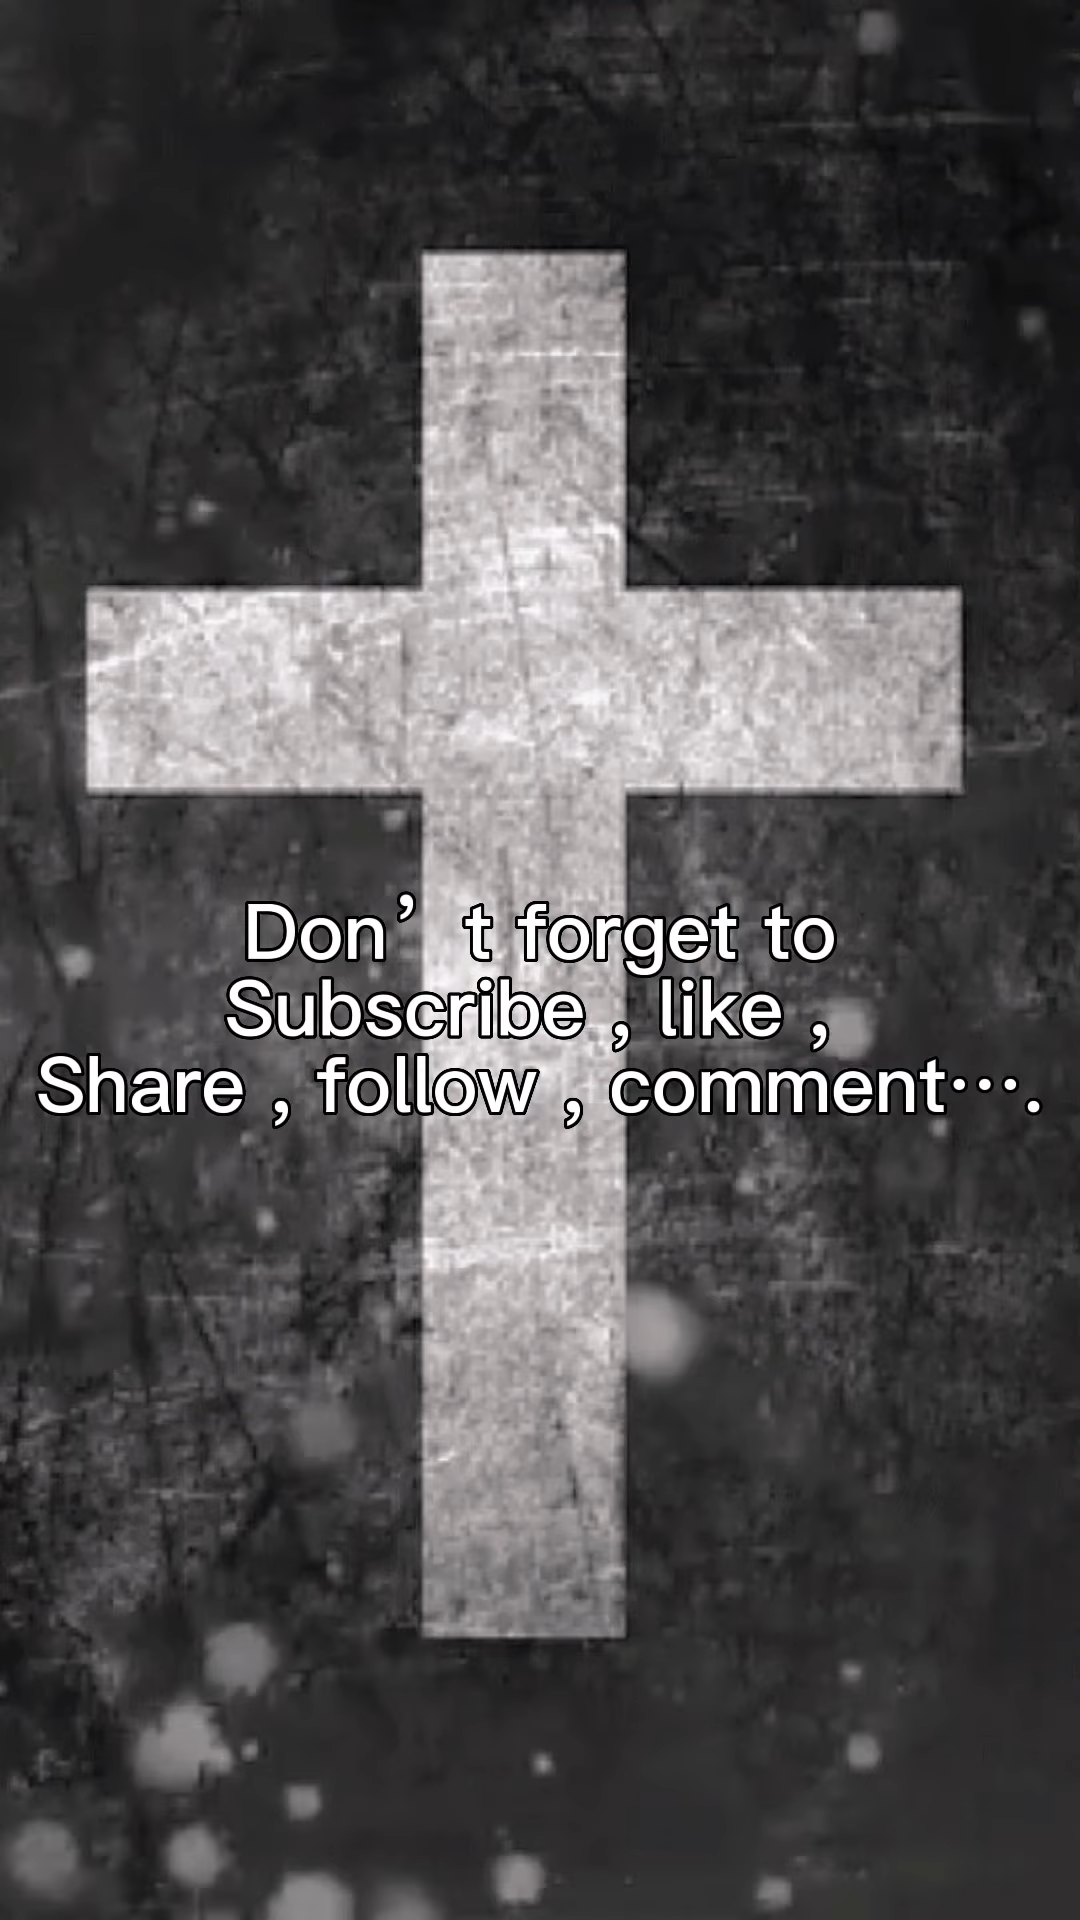 Don’t forget to
Subscribe , like ,
Share , follow , comment….